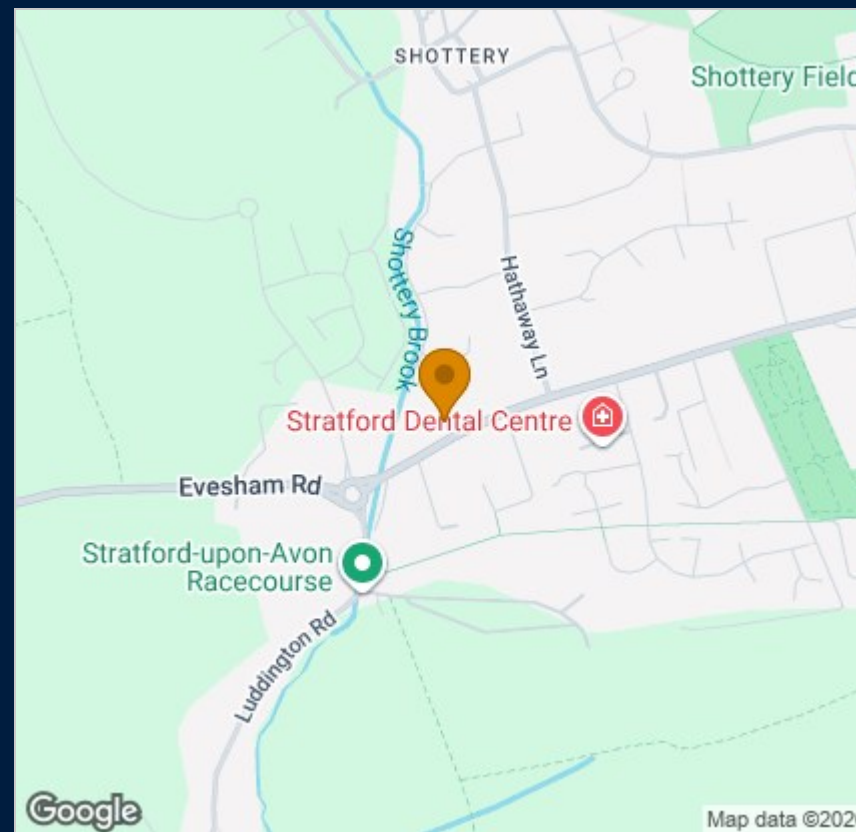 SHOTTERY
Shottery Field
Shottery Brook
Hathaway Ln
Stratford Dental Centre
Evesham Rd
Stratford-upon-Avon
Racecourse
Luddington Rd
Google
Map data ©2020